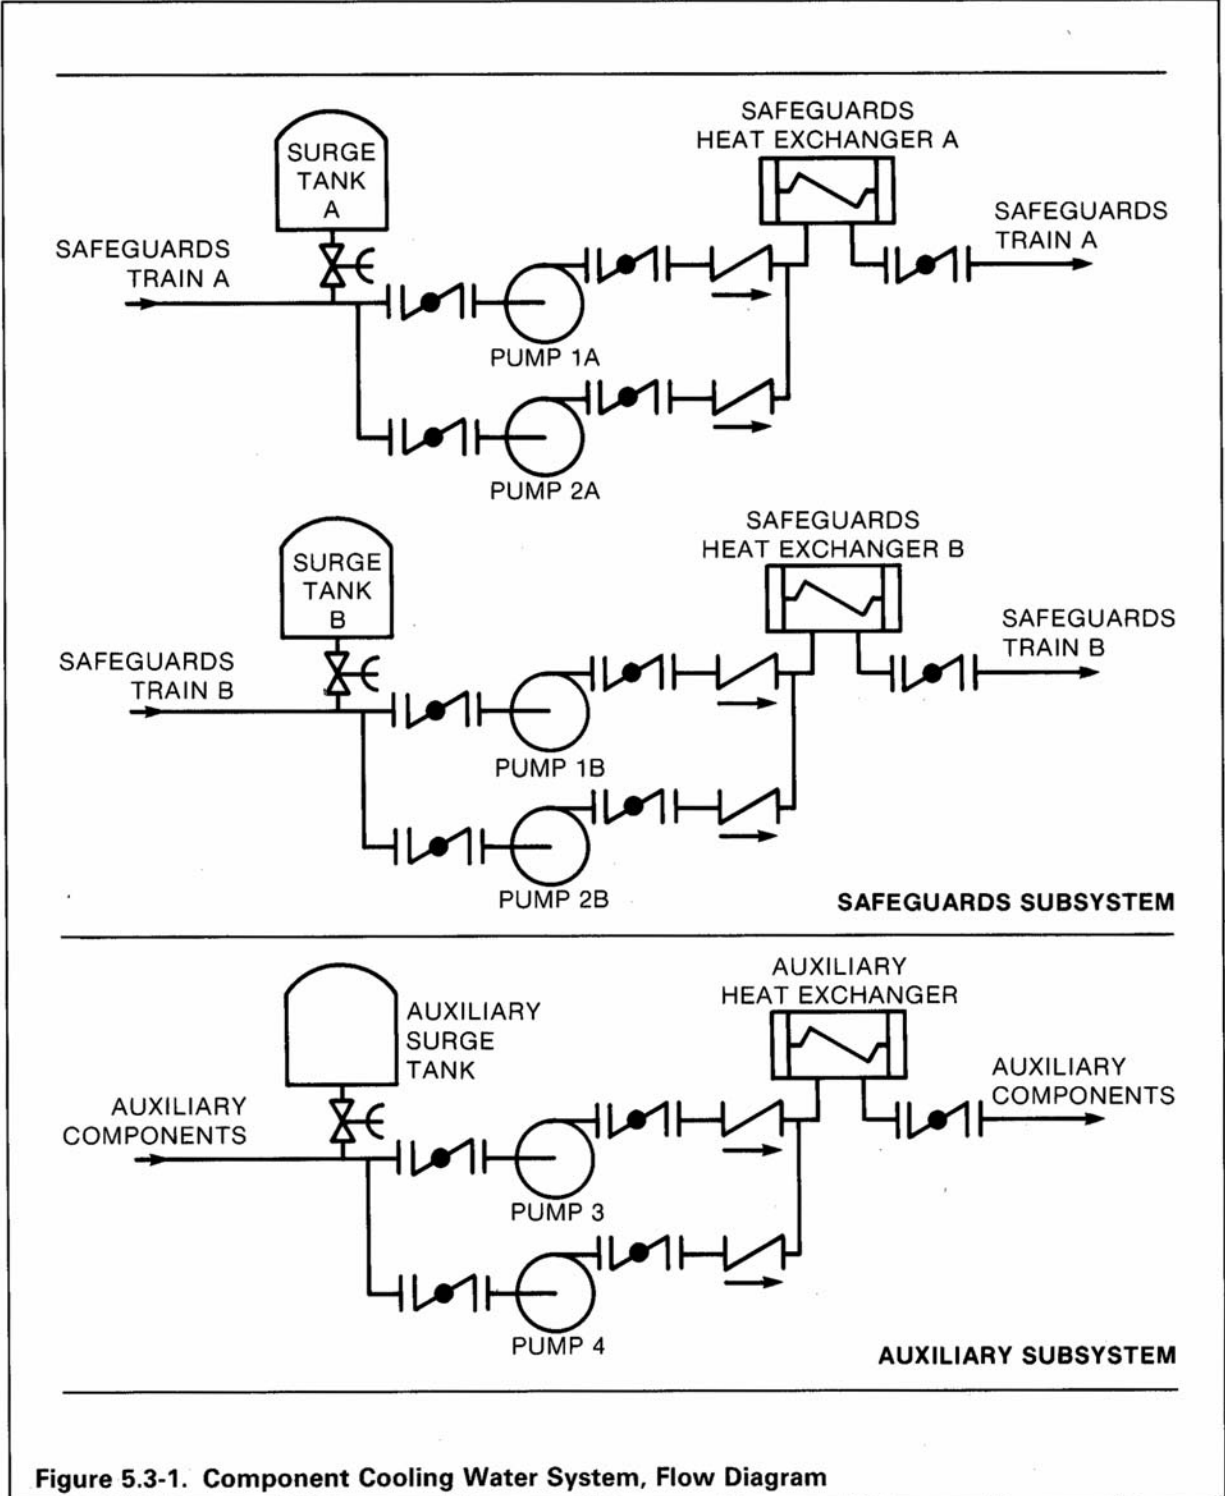 SAFEGUARDS
HEAT EXCHANGER A
SURGE
TANK
A
SAFEGUARDS
TRAIN A
SAFEGUARDS
TRAIN A
PUMP 1A
PUMP 2A
SAFEGUARDS
HEAT EXCHANGER B
SURGE
TANK
B
SAFEGUARDS
TRAIN B
SAFEGUARDS
TRAIN B
PUMP 1B
PUMP 2B
SAFEGUARDS SUBSYSTEM
AUXILIARY
HEAT EXCHANGER
AUXILIARY
SURGE
TANK
AUXILIARY
COMPONENTS
AUXILIARY
COMPONENTS
PUMP 3
PUMP 4
AUXILIARY SUBSYSTEM
Figure 5.3-1. Component Cooling Water System, Flow Diagram